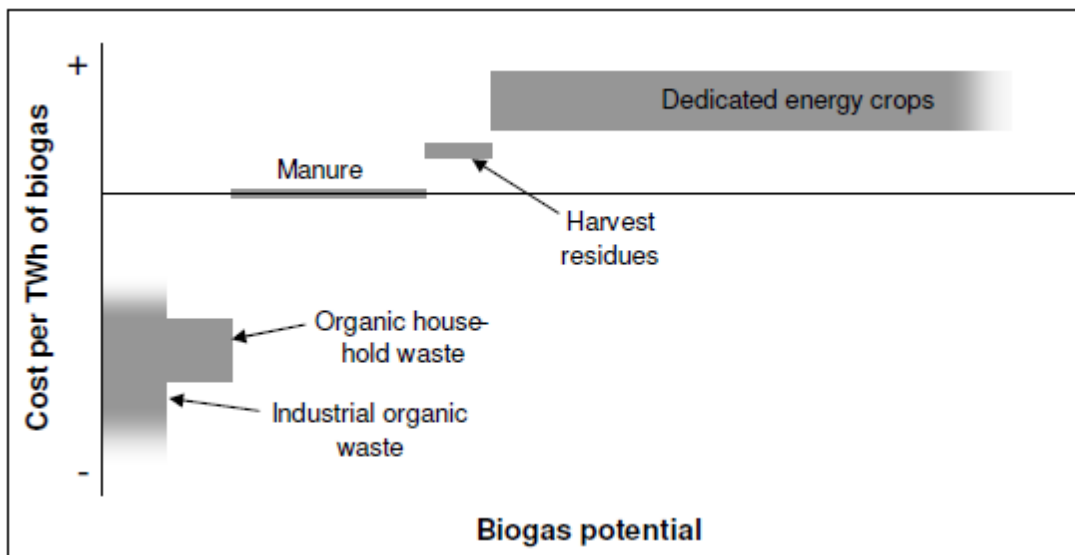 +
Dedicated energy crops
Manure
Harvest
residues
Cost per TWh of biogas
Organic house-
hold waste
Industrial organic
waste
-
Biogas potential